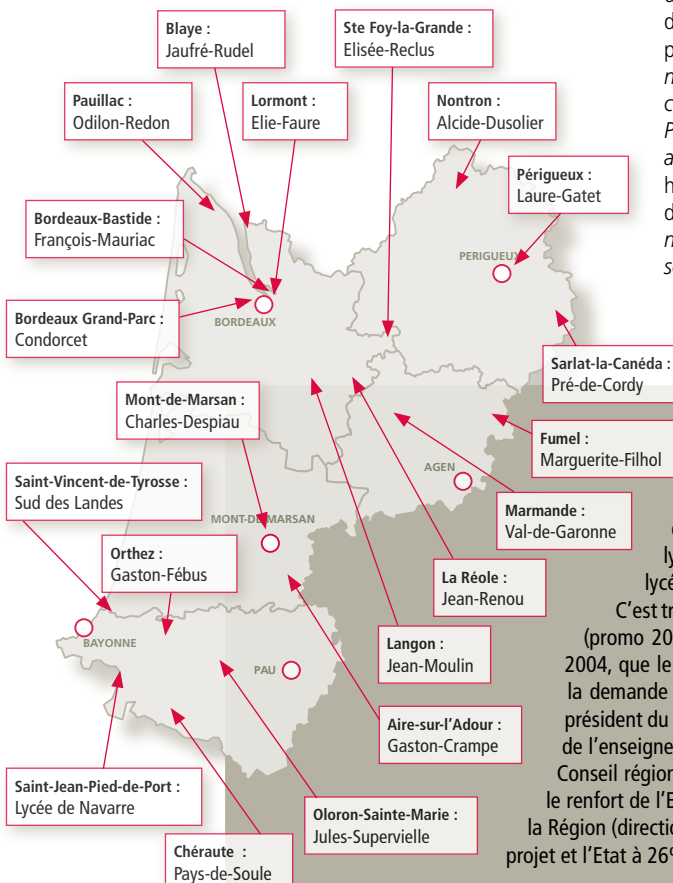 Blaye :
Jaufré-Rudel
Ste Foy-la-Grande :
Elisée-Reclus
Pauillac :
Odilon-Redon
Lormont :
Elie-Faure
Nontron :
Alcide-Dusolier
Périgueux :
Laure-Gatet
Bordeaux-Bastide :
François-Mauriac
PERIGUEUX
Bordeaux Grand-Parc :
Condorcet
BORDEAUX
Sarlat-la-Canéda :
Pré-de-Cordy
Mont-de-Marsan :
Charles-Despiau
Fumel :
Marguerite-Filhol
AGEN
Saint-Vincent-de-Tyrosse :
Sud des Landes
Marmande :
Val-de-Garonne
MONT-DE-MARSAN
Orthez :
Gaston-Fébus
La Réole :
Jean-Renou
BAYONNE
Langon :
Jean-Moulin
PAU
Aire-sur-l'Adour :
Gaston-Crampe
Saint-Jean-Pied-de-Port :
Lycée de Navarre
Oloron-Sainte-Marie :
Jules-Supervielle
Chéraute :
Pays-de-Soule
C'est tr
(promo 20
2004, que le
la demande
président du
de l'enseigne
Conseil région
le renfort de l'E
la Région (directio
projet et l'Etat à 26